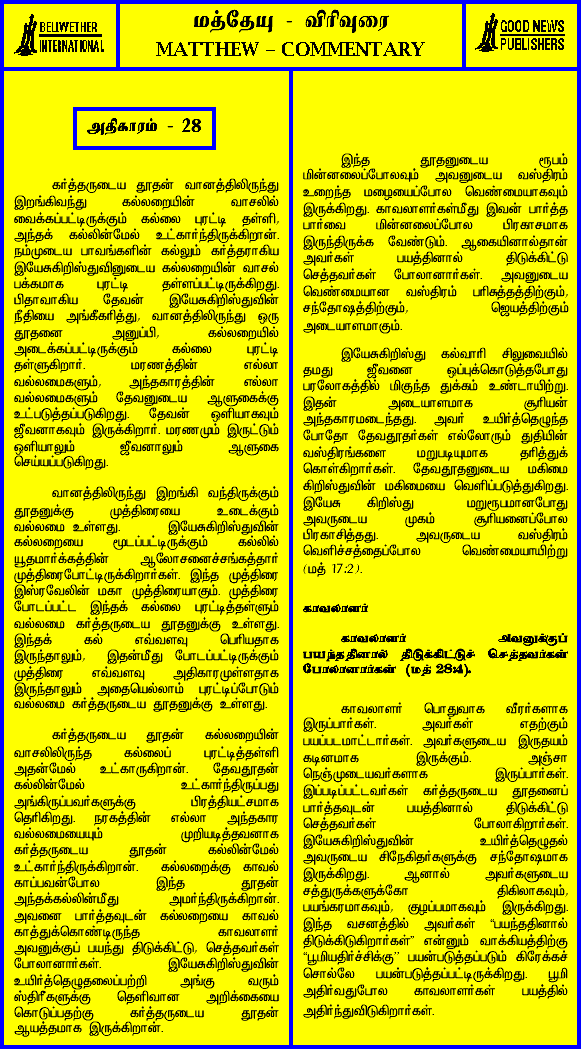 BELLWETHER
INTERNATIONAL
மத்தேயு - விரிவுரை
MATTHEW – COMMENTARY
GOOD NEWS
PUBLISHERS
அதிகாரம் - 28
கர்த்தருடைய தூதன் வானத்திலிருந்து
இறங்கிவந்து கல்லறையின் வாசலில்
வைக்கப்பட்டிருக்கும் கல்லை புரட்டி தள்ளி,
அந்தக் கல்லின்மேல் உட்கார்ந்திருக்கிறான்.
நம்முடைய பாவங்களின் கல்லும் கர்த்தராகிய
இயேசுகிறிஸ்துவினுடைய கல்லறையின் வாசல்
பக்கமாக புரட்டி தள்ளப்பட்டிருக்கிறது.
பிதாவாகிய தேவன் இயேசுகிறிஸ்துவின்
நீதியை அங்கீகரித்து, வானத்திலிருந்து ஒரு
தூதனை அனுப்பி, கல்லறையில்
அடைக்கப்பட்டிருக்கும் கல்லை புரட்டி
தள்ளுகிறார். மரணத்தின் எல்லா
வல்லமைகளும், அந்தகாரத்தின் எல்லா
வல்லமைகளும் தேவனுடைய ஆளுகைக்கு
உட்படுத்தப்படுகிறது. தேவன் ஒளியாகவும்
ஜீவனாகவும் இருக்கிறார். மரணமும் இருட்டும்
ஒளியாலும் ஜீவனாலும் ஆளுகை
செய்யப்படுகிறது.
வானத்திலிருந்து இறங்கி வந்திருக்கும்
தூதனுக்கு முத்திரையை உடைக்கும்
வல்லமை உள்ளது. இயேசுகிறிஸ்துவின்
கல்லறையை மூடப்பட்டிருக்கும் கல்லில்
யூதமார்க்கத்தின் ஆலோசனைச்சங்கத்தார்
முத்திரைபோட்டிருக்கிறார்கள். இந்த முத்திரை
இஸ்ரவேலின் மகா முத்திரையாகும். முத்திரை
போடப்பட்ட இந்தக் கல்லை புரட்டித்தள்ளும்
வல்லமை கர்த்தருடைய தூதனுக்கு உள்ளது.
இந்தக் கல் எவ்வளவு பெரியதாக
இருந்தாலும், இதன்மீது போடப்பட்டிருக்கும்
முத்திரை எவ்வளவு அதிகாரமுள்ளதாக
இருந்தாலும் அதையெல்லாம் புரட்டிப்போடும்
வல்லமை கர்த்தருடைய தூதனுக்கு உள்ளது.
கர்த்தருடைய தூதன் கல்லறையின்
வாசலிலிருந்த கல்லைப் புரட்டித்தள்ளி
அதன்மேல் உட்காருகிறான். தேவதூதன்
கல்லின்மேல் உட்கார்ந்திருப்பது
அங்கிருப்பவர்களுக்கு பிரத்தியட்சமாக
தெரிகிறது. நரகத்தின் எல்லா அந்தகார
வல்லமையையும் முறியடித்தவனாக
கர்த்தருடைய தூதன் கல்லின்மேல்
உட்கார்ந்திருக்கிறான். கல்லறைக்கு காவல்
காப்பவன்போல இந்த தூதன்
அந்தக்கல்லின்மீது அமர்ந்திருக்கிறான்.
அவனை பார்த்தவுடன் கல்லறையை காவல்
காத்துக்கொண்டிருந்த காவலாளர்
அவனுக்குப் பயந்து திடுக்கிட்டு, செத்தவர்கள்
போலானார்கள். இயேசுகிறிஸ்துவின்
உயிர்த்தெழுதலைப்பற்றி அங்கு வரும்
ஸ்திரீகளுக்கு தெளிவான அறிக்கையை
கொடுப்பதற்கு கர்த்தருடைய தூதன்
ஆயத்தமாக இருக்கிறான்.
இந்த தூதனுடைய ரூபம்
மின்னலைப்போலவும் அவனுடைய வஸ்திரம்
உறைந்த மழையைப்போல வெண்மையாகவும்
இருக்கிறது. காவலாளர்கள்மீது இவன் பார்த்த
பார்வை மின்னலைப்போல பிரகாசமாக
இருந்திருக்க வேண்டும். ஆகையினால்தான்
அவர்கள் பயத்தினால் திடுக்கிட்டு
செத்தவர்கள் போலானார்கள். அவனுடைய
வெண்மையான வஸ்திரம் பரிசுத்தத்திற்கும்,
சந்தோஷத்திற்கும், ஜெயத்திற்கும்
அடையாளமாகும்.
இயேசுகிறிஸ்து கல்வாரி சிலுவையில்
தமது ஜீவனை ஒப்புக்கொடுத்தபோது
பரலோகத்தில் மிகுந்த துக்கம் உண்டாயிற்று.
இதன் அடையாளமாக சூரியன்
அந்தகாரமடைந்தது. அவர் உயிர்த்தெழுந்த
போதோ தேவதூதர்கள் எல்லோரும் துதியின்
வஸ்திரங்களை மறுபடியுமாக தரித்துக்
கொள்கிறார்கள். தேவதூதனுடைய மகிமை
கிறிஸ்துவின் மகிமையை வெளிப்படுத்துகிறது.
இயேசு கிறிஸ்து மறுரூபமானபோது
அவருடைய முகம் சூரியனைப்போல
பிரகாசித்தது. அவருடைய வஸ்திரம்
வெளிச்சத்தைப்போல வெண்மையாயிற்று
(மத் 17:2).
காவலாளர்
காவலாளர் அவனுக்குப்
பயந்ததினால் திடுக்கிட்டுச் செத்தவர்கள்
போலானார்கள் (மத் 28:4).
காவலாளர் பொதுவாக வீரர்களாக
இருப்பார்கள். அவர்கள் எதற்கும்
பயப்படமாட்டார்கள். அவர்களுடைய இருதயம்
கடினமாக இருக்கும். அஞ்சா
நெஞ்முடையவர்களாக இருப்பார்கள்.
இப்படிப்பட்டவர்கள் கர்த்தருடைய தூதனைப்
பார்த்தவுடன் பயத்தினால் திடுக்கிட்டு
செத்தவர்கள் போலாகிறார்கள்.
இயேசுகிறிஸ்துவின் உயிர்த்தெழுதல்
அவருடைய சிநேகிதர்களுக்கு சந்தோஷமாக
இருக்கிறது. ஆனால் அவர்களுடைய
சத்துருக்களுக்கோ திகிலாகவும்,
பயங்கரமாகவும், குழப்பமாகவும் இருக்கிறது.
இந்த வசனத்தில் அவர்கள் “பயந்ததினால்
திடுக்கிடுகிறார்கள்” என்னும் வாக்கியத்திற்கு
“பூமியதிர்ச்சிக்கு” பயன்படுத்தப்படும் கிரேக்கச்
சொல்லே பயன்படுத்தப்பட்டிருக்கிறது. பூமி
அதிர்வதுபோல காவலாளர்கள் பயத்தில்
அதிர்ந்துவிடுகிறார்கள்.